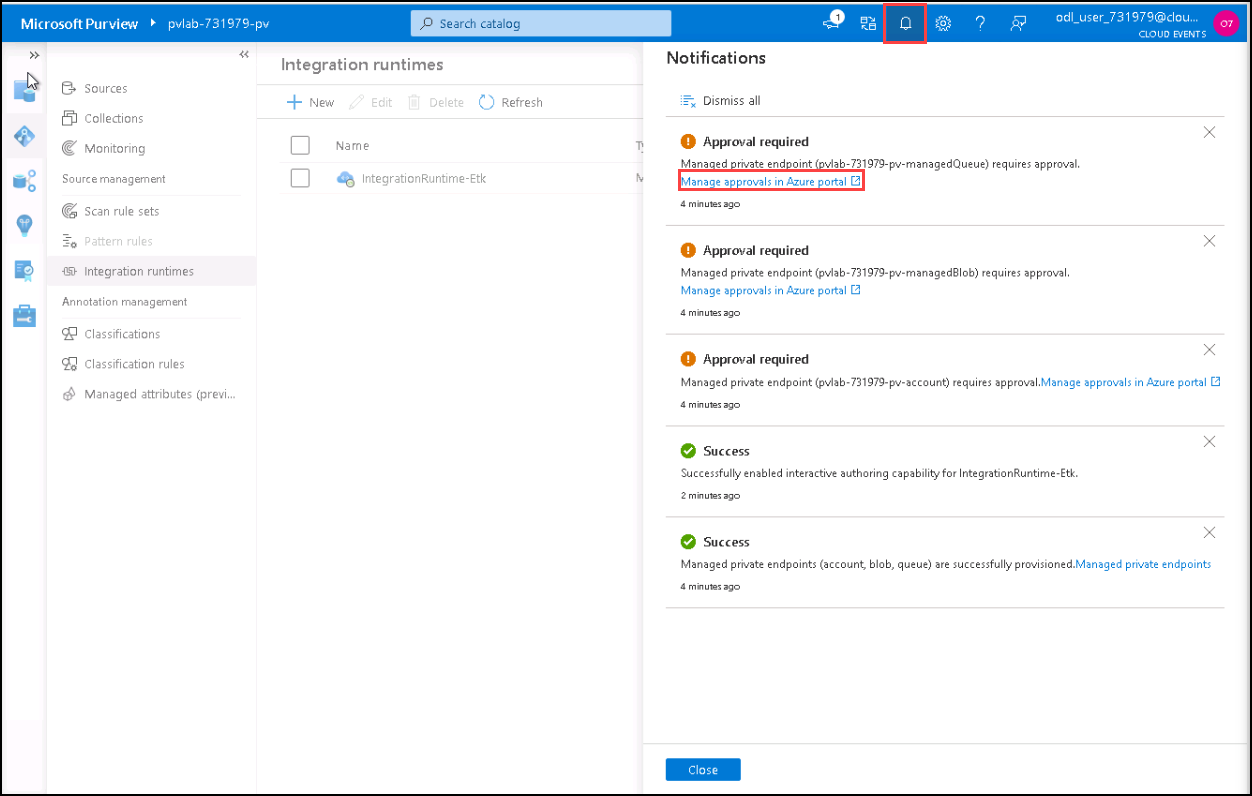 Microsoft Purview
pvlab-731979-pv
Search catalog
1
odl_user_731979@clou...
CLOUD EVENTS
O7
Sources
Collections
Monitoring
Source management
Scan rule sets
Pattern rules
Integration runtimes
Annotation management
Classifications
Classification rules
Managed attributes (previ...
Integration runtimes
New Edit Delete Refresh
Name
IntegrationRuntime-Etk
Notifications
Dismiss all
Approval required
Managed private endpoint (pvlab-731979-pv-managedQueue) requires approval.
Manage approvals in Azure portal
4 minutes ago
Approval required
Managed private endpoint (pvlab-731979-pv-managedBlob) requires approval.
Manage approvals in Azure portal
4 minutes ago
Approval required
Managed private endpoint (pvlab-731979-pv-account) requires approval.Manage approvals in Azure portal
4 minutes ago
Success
Successfully enabled interactive authoring capability for IntegrationRuntime-Etk.
2 minutes ago
Success
Managed private endpoints (account, blob, queue) are successfully provisioned.Managed private endpoints
4 minutes ago
Close